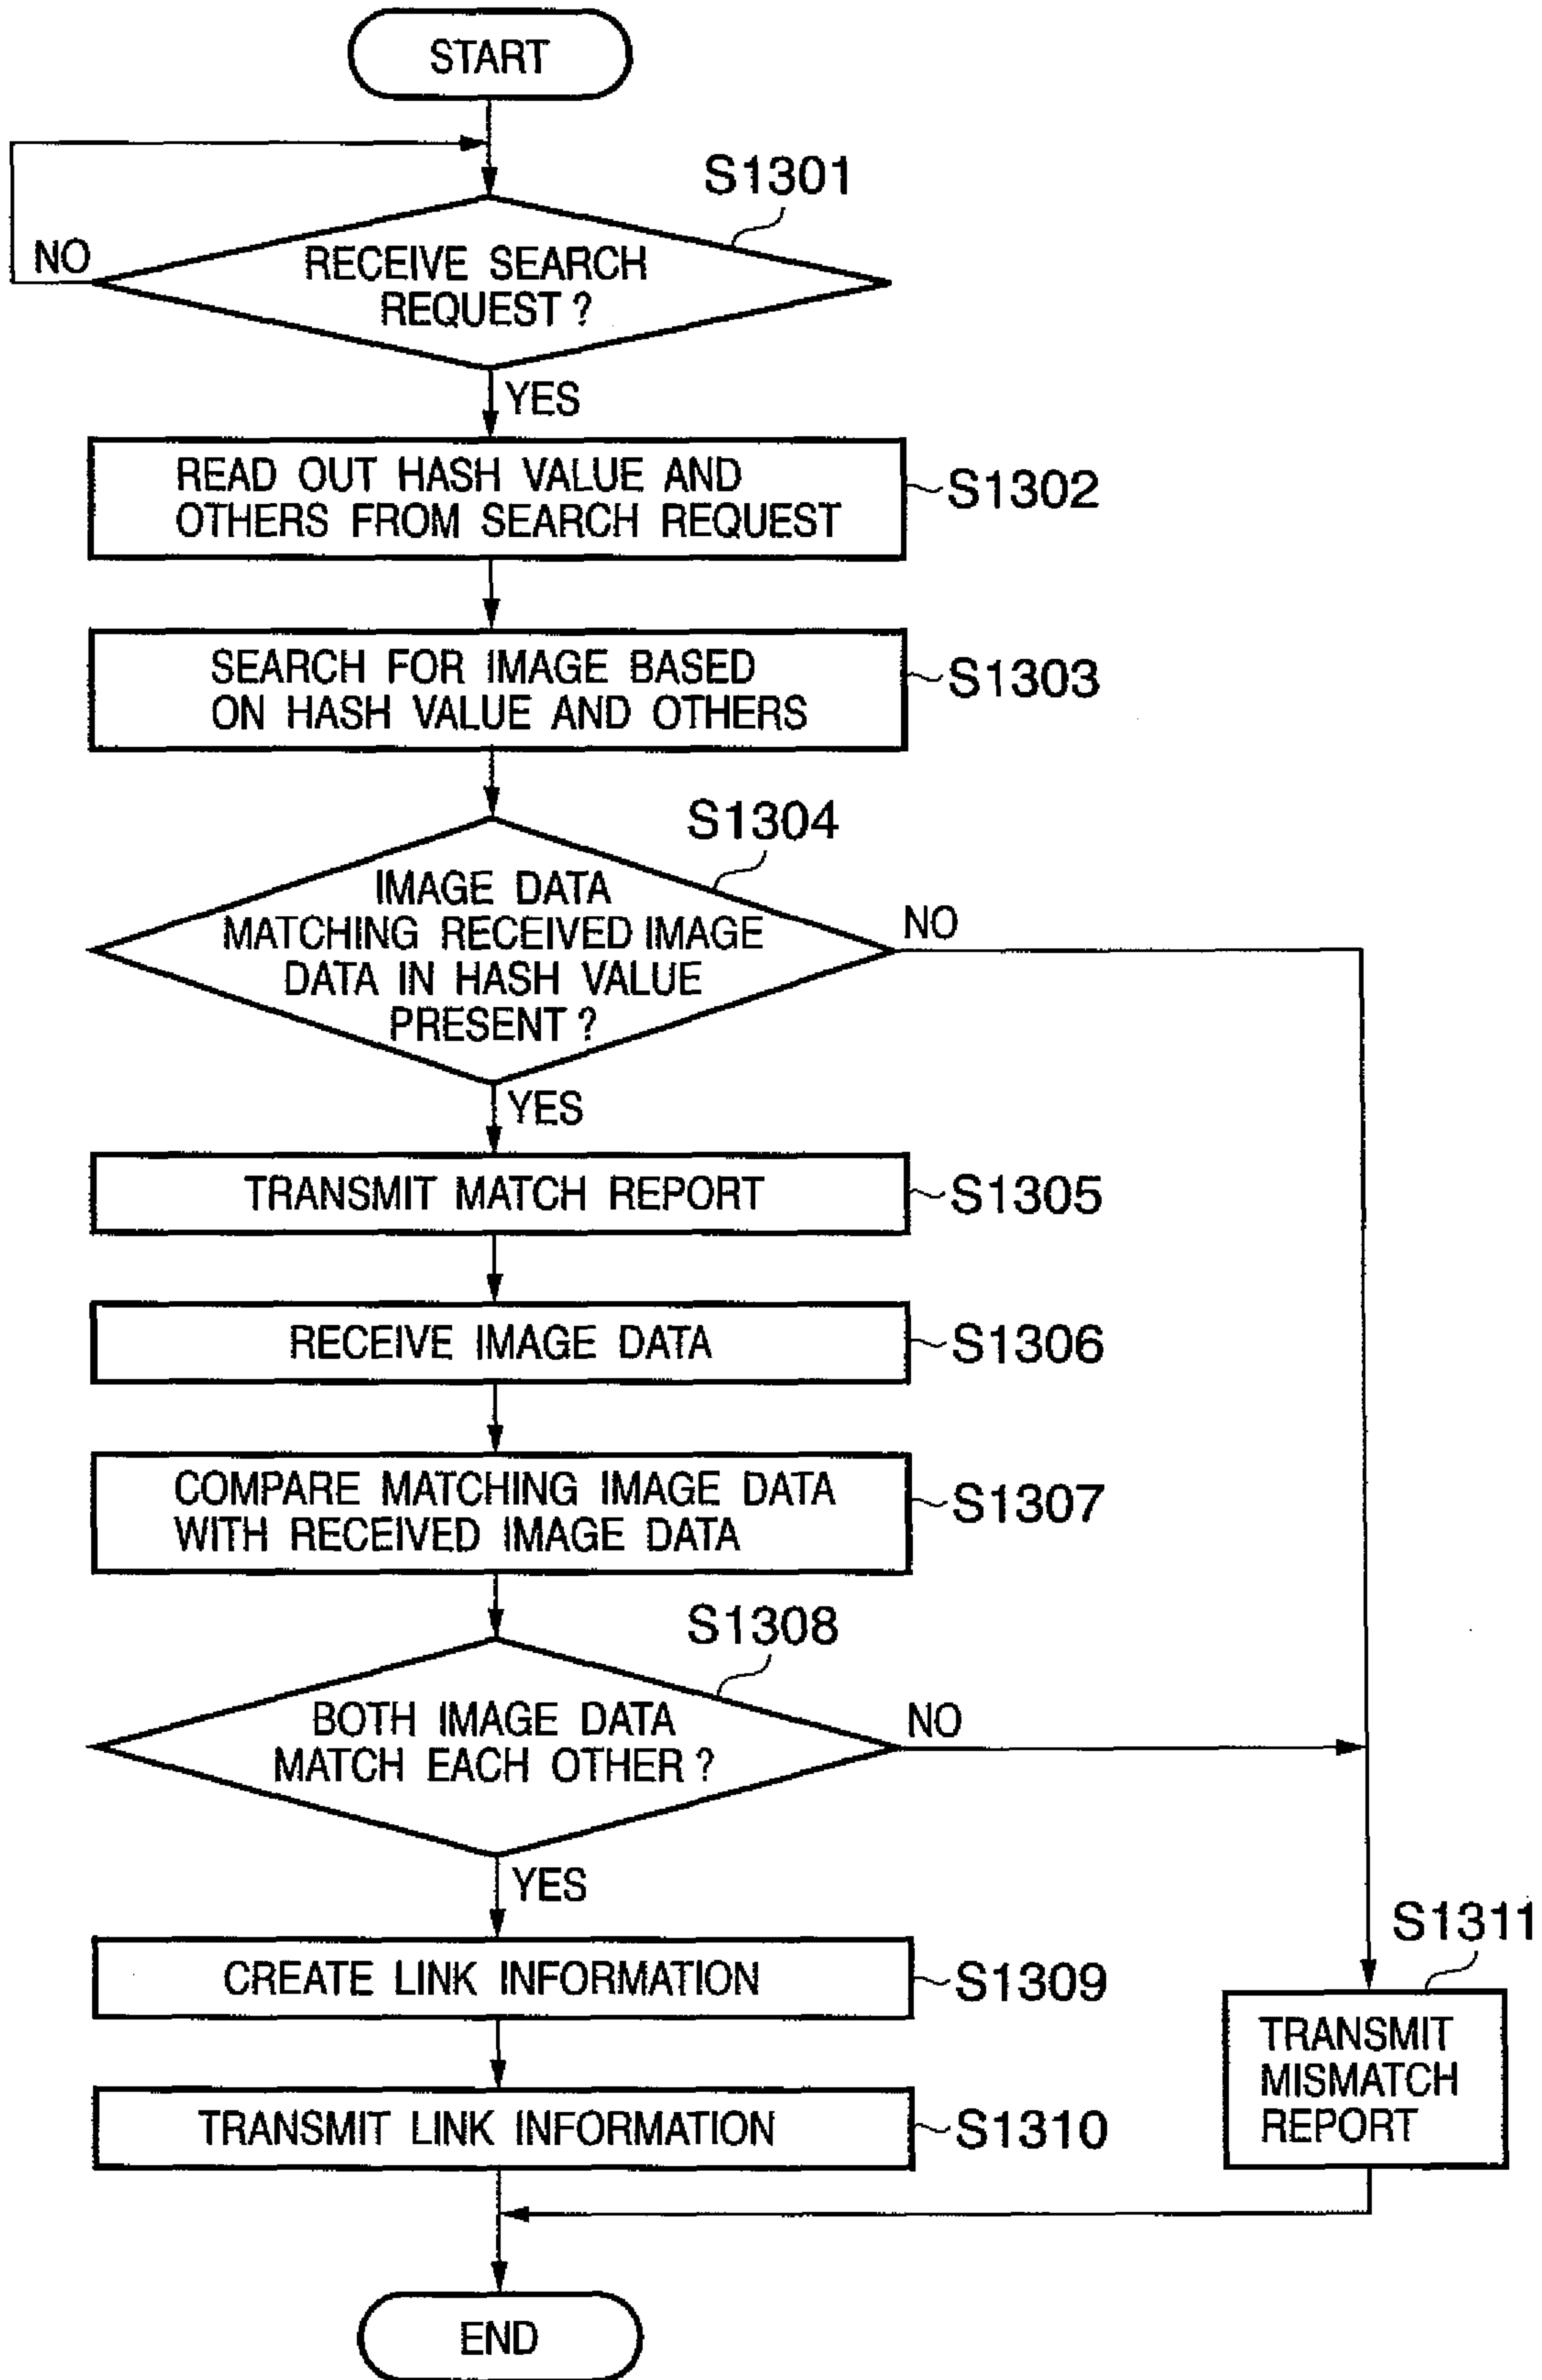 START
S1301
NO
RECEIVE SEARCH
REQUEST ?
YES
READ OUT HASH VALUE AND
OTHERS FROM SEARCH REQUEST
S1302
SEARCH FOR IMAGE BASED
ON HASH VALUE AND OTHERS
S1303
S1304
IMAGE DATA
MATCHING RECEIVED IMAGE
DATA IN HASH VALUE
PRESENT ?
NO
YES
TRANSMIT MATCH REPORT
S1305
RECEIVE IMAGE DATA
S1306
COMPARE MATCHING IMAGE DATA
WITH RECEIVED IMAGE DATA
S1307
S1308
BOTH IMAGE DATA
MATCH EACH OTHER ?
NO
YES
CREATE LINK INFORMATION
S1309
S1311
TRANSMIT
MISMATCH
REPORT
TRANSMIT LINK INFORMATION
S1310
END